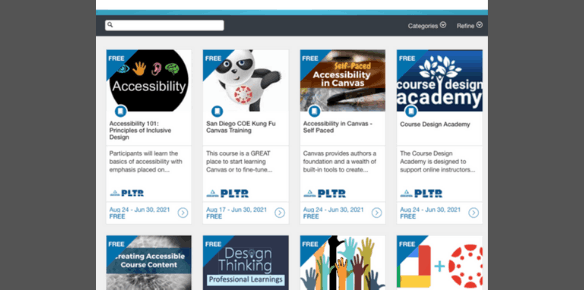 Categories Refine
FREE FREE FREE FREE
Accessibility
Self-Paced
Accessibility
in Canvas
course design
academy
Accessibility 101:
Principles of Inclusive
Design
Participants will learn the
basics of accessibility with
emphasis placed on...
PLTR
Aug 24 - Jun 30, 2021
FREE
San Diego COE Kung Fu
Canvas Training
This course is a GREAT
place to start learning
Canvas or to fine-tune...
PLTR
Aug 17 - Jun 30, 2021
FREE
Accessibility in Canvas -
Self Paced
Canvas provides authors a
foundation and a wealth of
built-in tools to create...
PLTR
Aug 24 - Jun 30, 2021
FREE
Course Design Academy
The Course Design
Academy is designed to
support online instructors...
PLTR
Aug 24 - Jun 30, 2021
FREE
FREE FREE FREE FREE
reating Accessible
Course Content
Design
Thinking
Professional Learnings